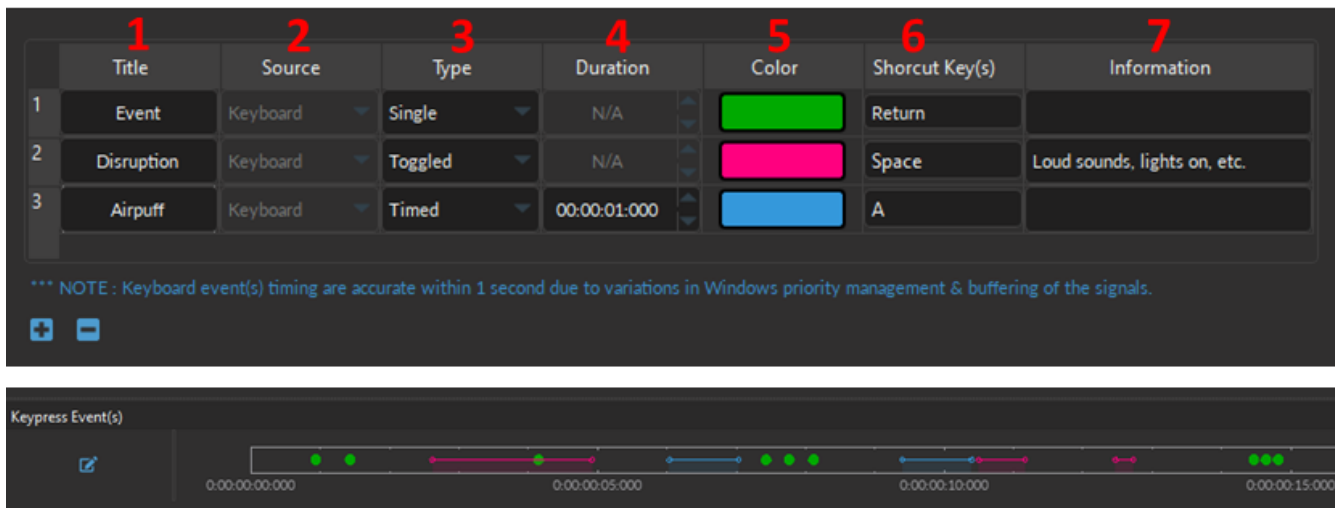 1 2 3 4 5 6 7
Title Source Type Duration Color Shorcut Key(s) Information
1 Event Keyboard Single N/A Return
2 Disruption Keyboard Toggled N/A Space Loud sounds, lights on, etc.
3 Airpuff Keyboard Timed 00:00:01:000 A
*** NOTE : Keyboard event(s) timing are accurate within 1 second due to variations in Windows priority management & buffering of the signals.
Keypress Event(s)
0:00:00:00:000 0:00:00:05:000 0:00:00:10:000 0:00:00:15:000